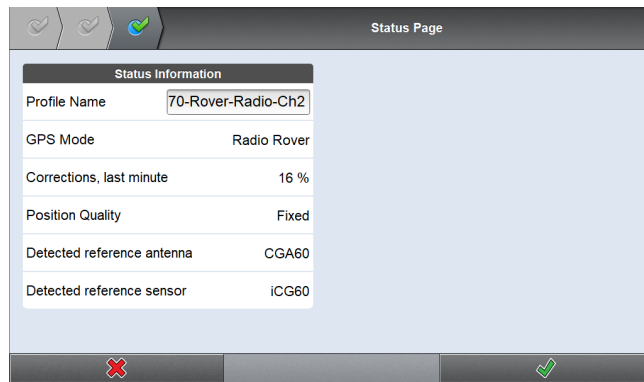 Status Page
Status Information
Profile Name 70-Rover-Radio-Ch2
GPS Mode Radio Rover
Corrections, last minute 16 %
Position Quality Fixed
Detected reference antenna CGA60
Detected reference sensor iCG60